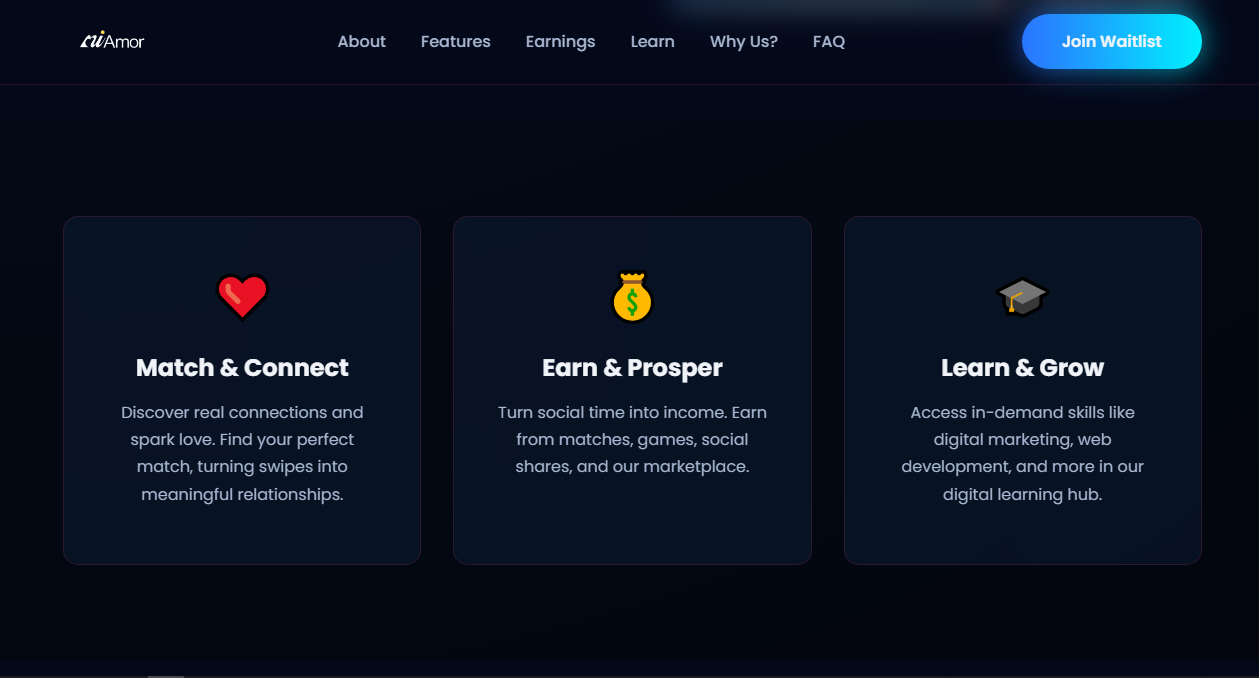 Amor
About
Features
Earnings
Learn
Why Us?
FAQ
Join Waitlist
Match & Connect
Discover real connections and
spark love. Find your perfect
match, turning swipes into
meaningful relationships.
$
Earn & Prosper
Turn social time into income. Earn
from matches, games, social
shares, and our marketplace.
Learn & Grow
Access in-demand skills like
digital marketing, web
development, and more in our
digital learning hub.